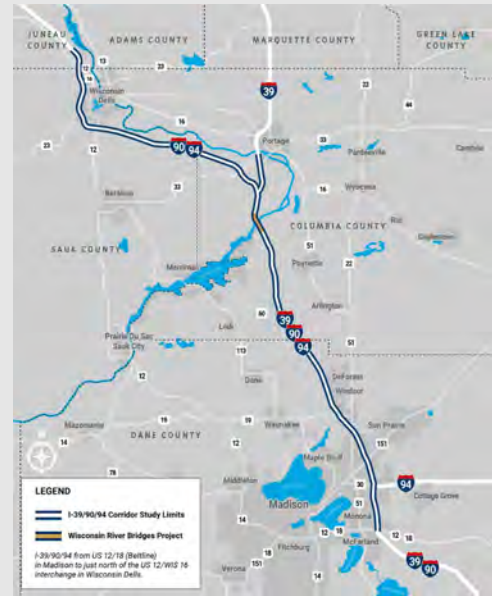 JUNEAU
COUNTY
ADAMS COUNTY
MARQUETTE COUNTY
GREEN LAKE
COUNTY
12
16
13
23
39
22
Wisconsin
Dells
44
16
Portage
33
Pardeeville
Cambria
23
12
90
94
Baraboo
33
16
Wyocena
COLUMBIA COUNTY
Rio
SAUK COUNTY
51
Poynette
22
Merrimac
Arlington
60
39
90
94
Lodi
Prairie Du Sac
Sauk City
113
51
12
Dane
DeForest
Windsor
Mazomanie
19
Waunakee
Sun Prairie
14
DANE COUNTY
12
151
Maple Bluff
78
Middleton
30
94
Madison
51
Cottage Grove
Monona
14
12
18
McFarland
12
18
Fitchburg
39
90
Verona
18
151
14
51
LEGEND
I-39/90/94 Corridor Study Limits
Wisconsin River Bridges Project
I-39/90/94 from US 12/18 (Beltline)
in Madison to just north of the US 12/WIS 16
interchange in Wisconsin Dells.